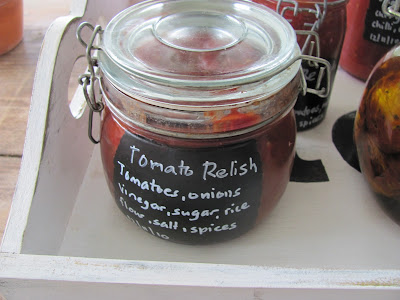 Tomato Relish
Tomatoes, onions
Vinegar, sugar, rice
flour, salt, spices